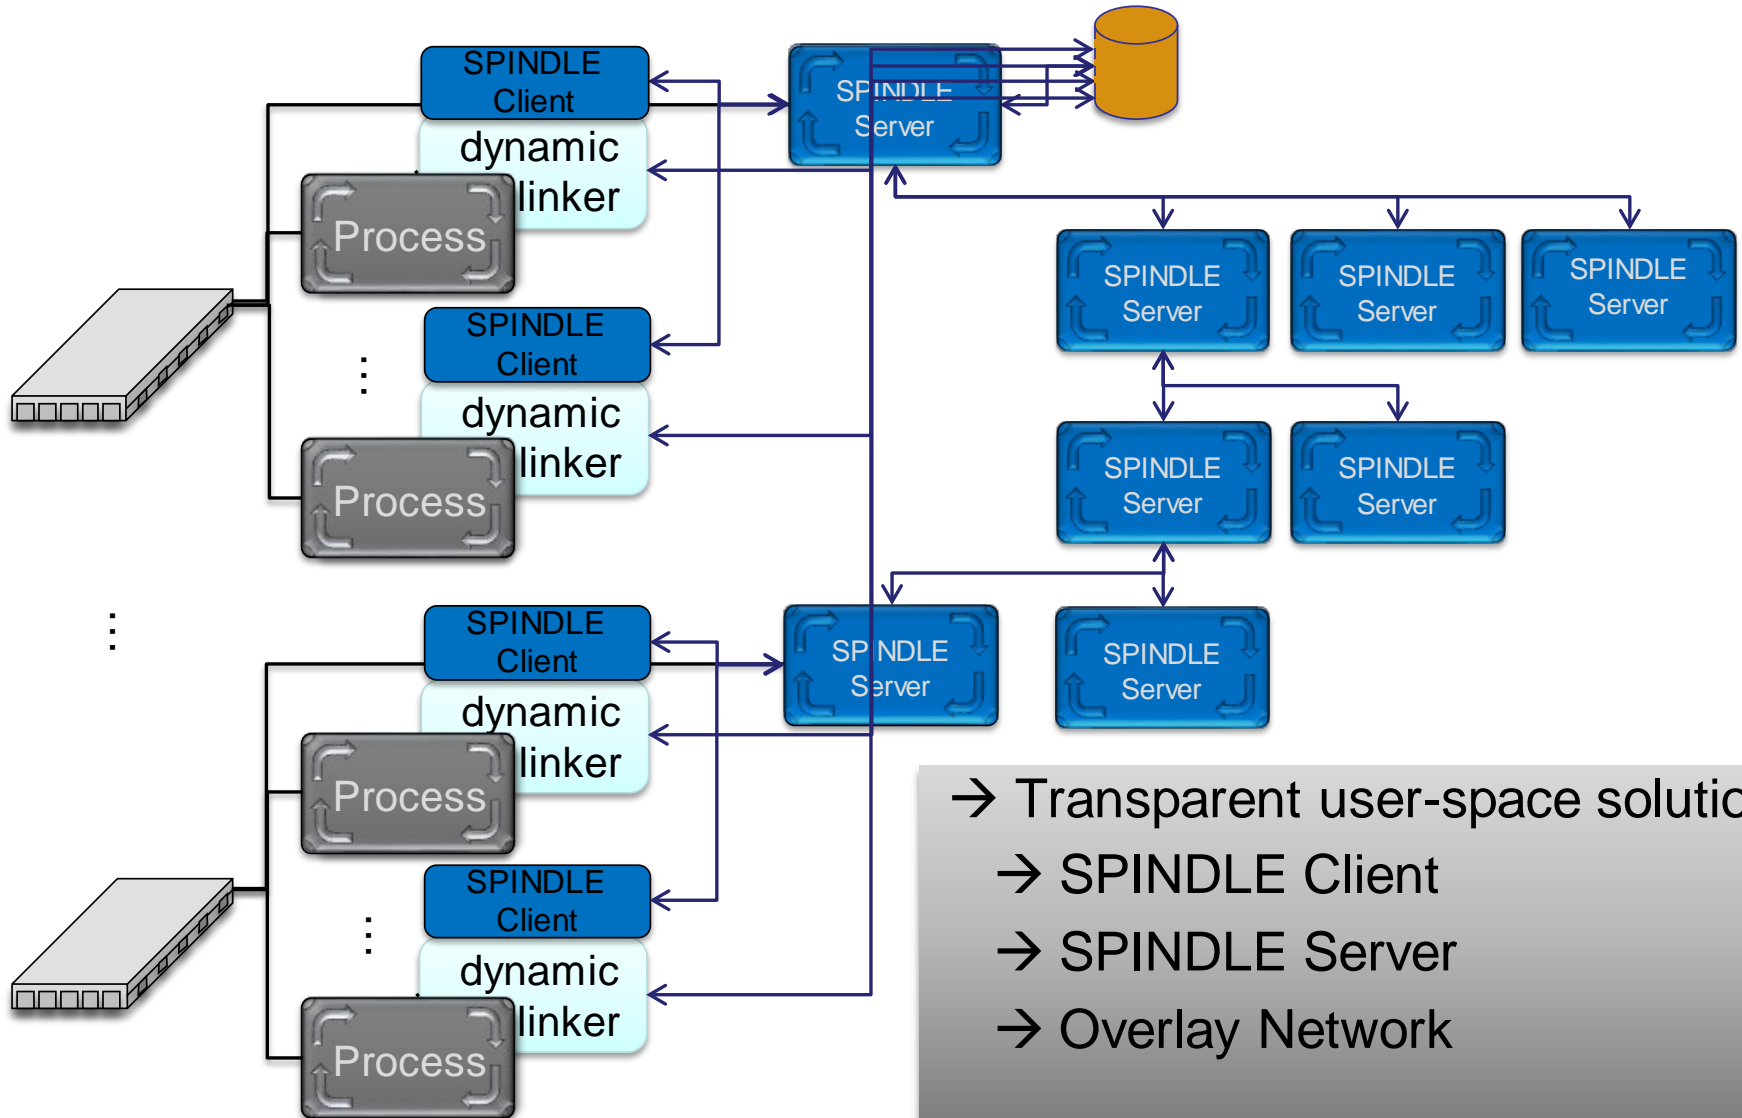 SPINDLE
Client
dynamic
linker
Process
SPINDLE
Server
SPINDLE
Server
SPINDLE
Server
SPINDLE
Server
⋮
SPINDLE
Client
dynamic
linker
Process
SPINDLE
Server
SPINDLE
Server
⋮
SPINDLE
Client
dynamic
linker
Process
SPINDLE
Server
SPINDLE
Server
⋮
SPINDLE
Client
dynamic
linker
Process
→ Transparent user-space solutio
→ SPINDLE Client
→ SPINDLE Server
→ Overlay Network